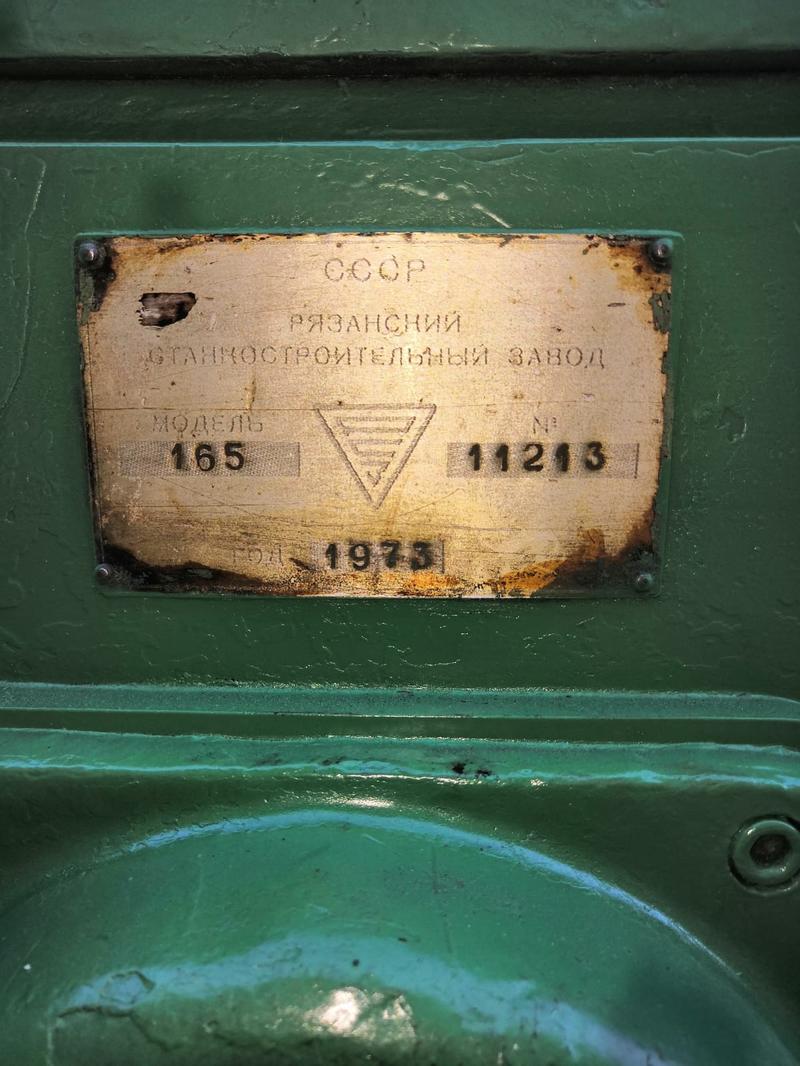 СССР
РЯЗАНСКИЙ
СТАНКОСТРОИТЕЛЬНЫЙ ЗАВОД
МОДЕЛЬ №
165 11213
ГОД 1973